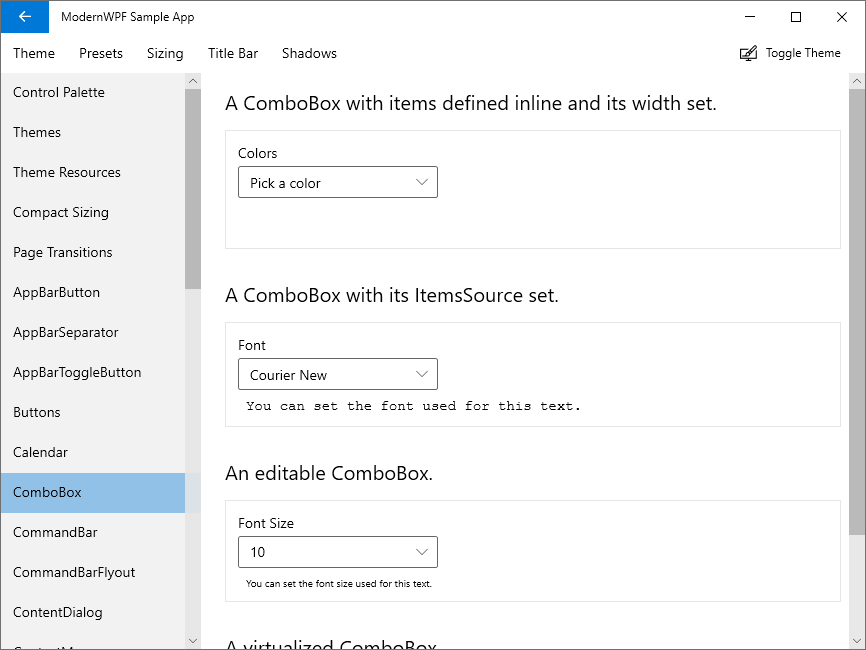 ModernWPF Sample App
Theme Presets Sizing Title Bar Shadows Toggle Theme
Control Palette
Themes
Theme Resources
Compact Sizing
Page Transitions
AppBarButton
AppBarSeparator
AppBarToggleButton
Buttons
Calendar
ComboBox
CommandBar
CommandBarFlyout
ContentDialog
A ComboBox with items defined inline and its width set.
Colors
Pick a color
A ComboBox with its ItemsSource set.
Font
Courier New
You can set the font used for this text.
An editable ComboBox.
Font Size
10
You can set the font size used for this text.
A virtualized ComboBox